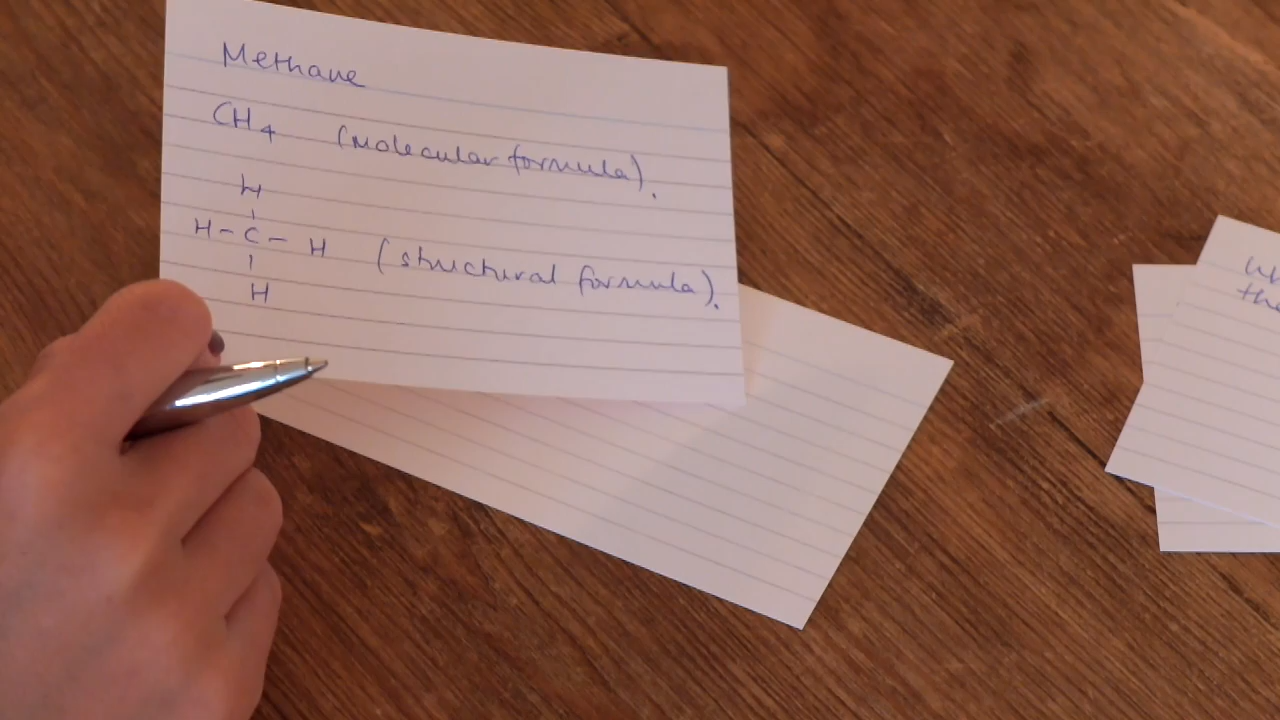 Methane
CH4 (molecular formula).
H
|
H-C-H (structural formula).
|
H